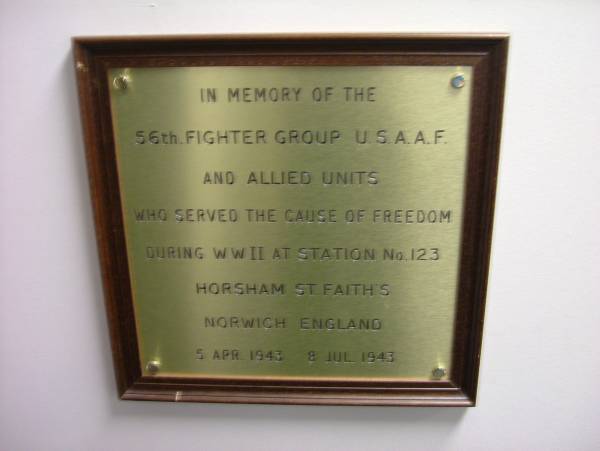 IN MEMORY OF THE
56th. FIGHTER GROUP U.S.A.A.F.
AND ALLIED UNITS
WHO SERVED THE CAUSE OF FREEDOM
DURING WWII AT STATION No.123
HORSHAM ST. FAITH'S
NORWICH ENGLAND
5 APR. 1943 8 JUL. 1943